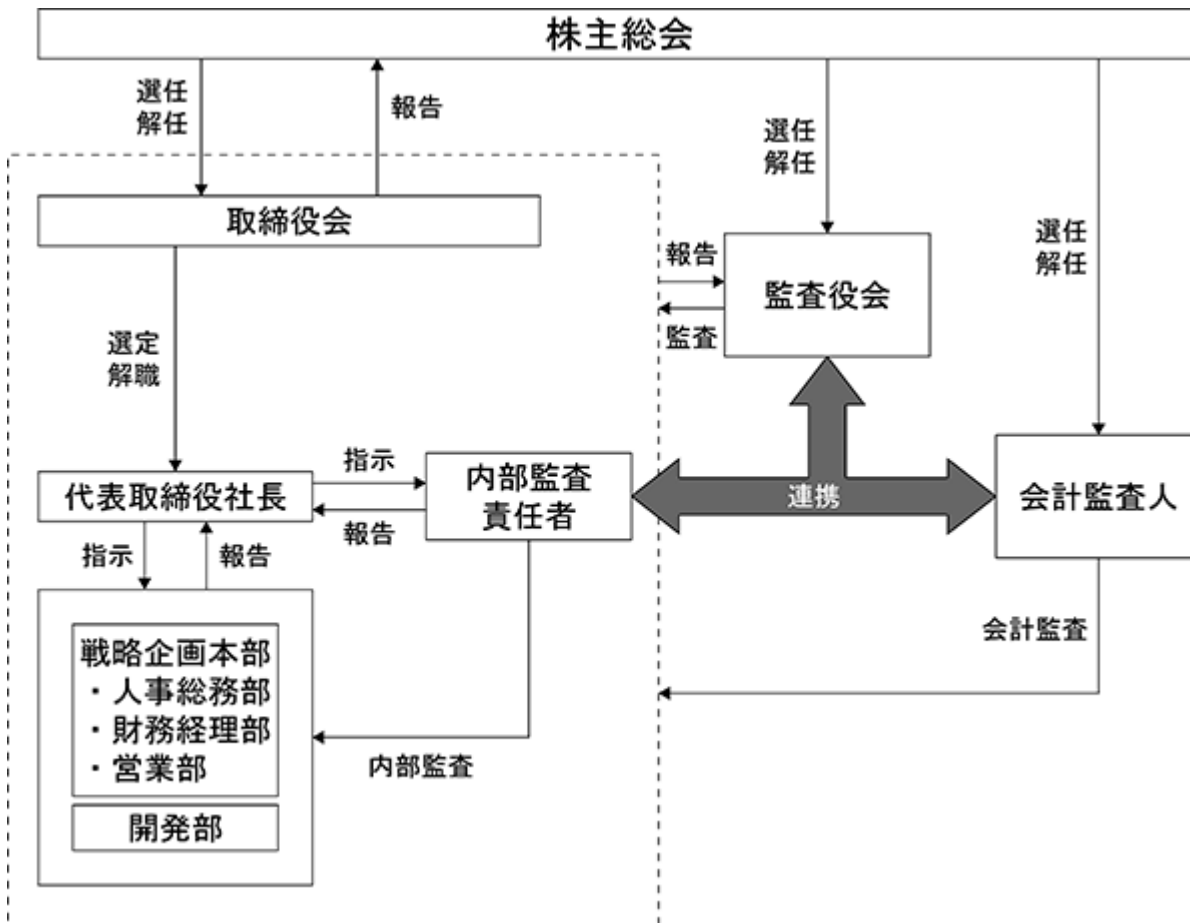 株主総会
選任
解任
報告
選任
解任
選任
解任
取締役会
報告
監査役会
監査
選定
解職
代表取締役社長
指示
報告
内部監査
責任者
連携
会計監査人
指示
報告
会計監査
戦略企画本部
・人事総務部
・財務経理部
・営業部
開発部
内部監査